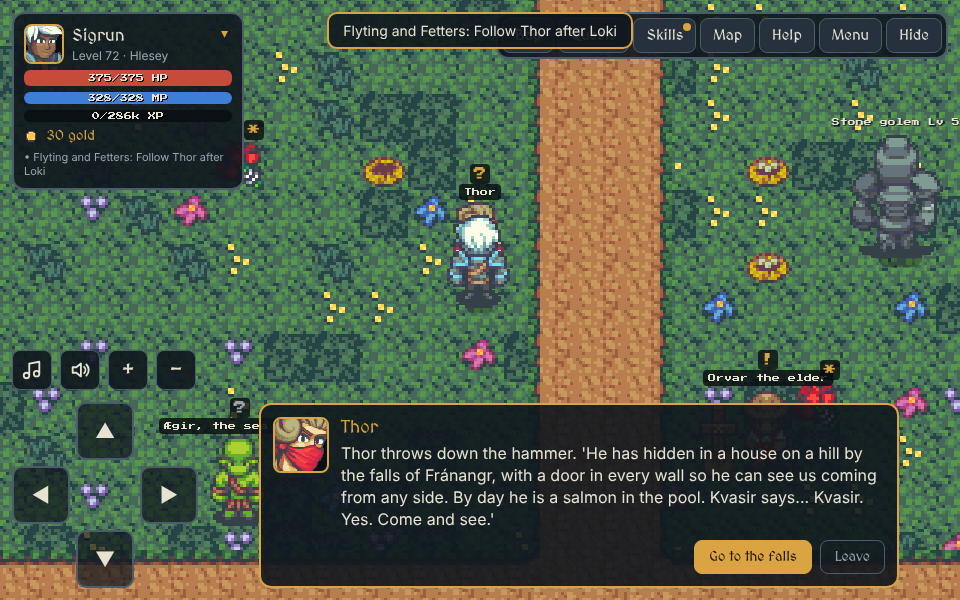 Sigrun
Level 72 · Hlesey
375/375 HP
328/328 MP
0/286k XP
30 gold
• Flyting and Fetters: Follow Thor after
Loki
Flyting and Fetters: Follow Thor after Loki
Skills
Map
Help
Menu
Hide
Stone golem Lv 5
?
Thor
!
Orvar the elde
?
Ægir, the se
Thor
Thor throws down the hammer. 'He has hidden in a house on a hill by
the falls of Fránangr, with a door in every wall so he can see us coming
from any side. By day he is a salmon in the pool. Kvasir says... Kvasir.
Yes. Come and see.'
Go to the falls
Leave